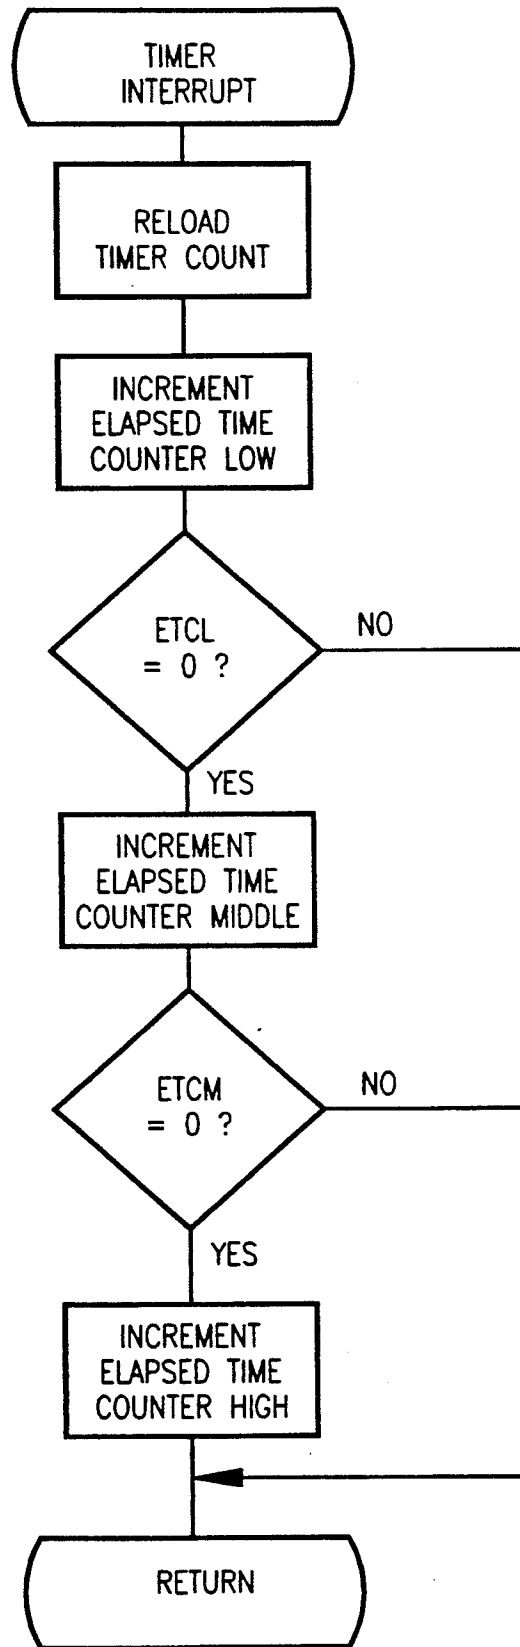 TIMER
INTERRUPT
RELOAD
TIMER COUNT
INCREMENT
ELAPSED TIME
COUNTER LOW
ETCL
= 0 ?
NO
YES
INCREMENT
ELAPSED TIME
COUNTER MIDDLE
ETCM
= 0 ?
NO
YES
INCREMENT
ELAPSED TIME
COUNTER HIGH
RETURN